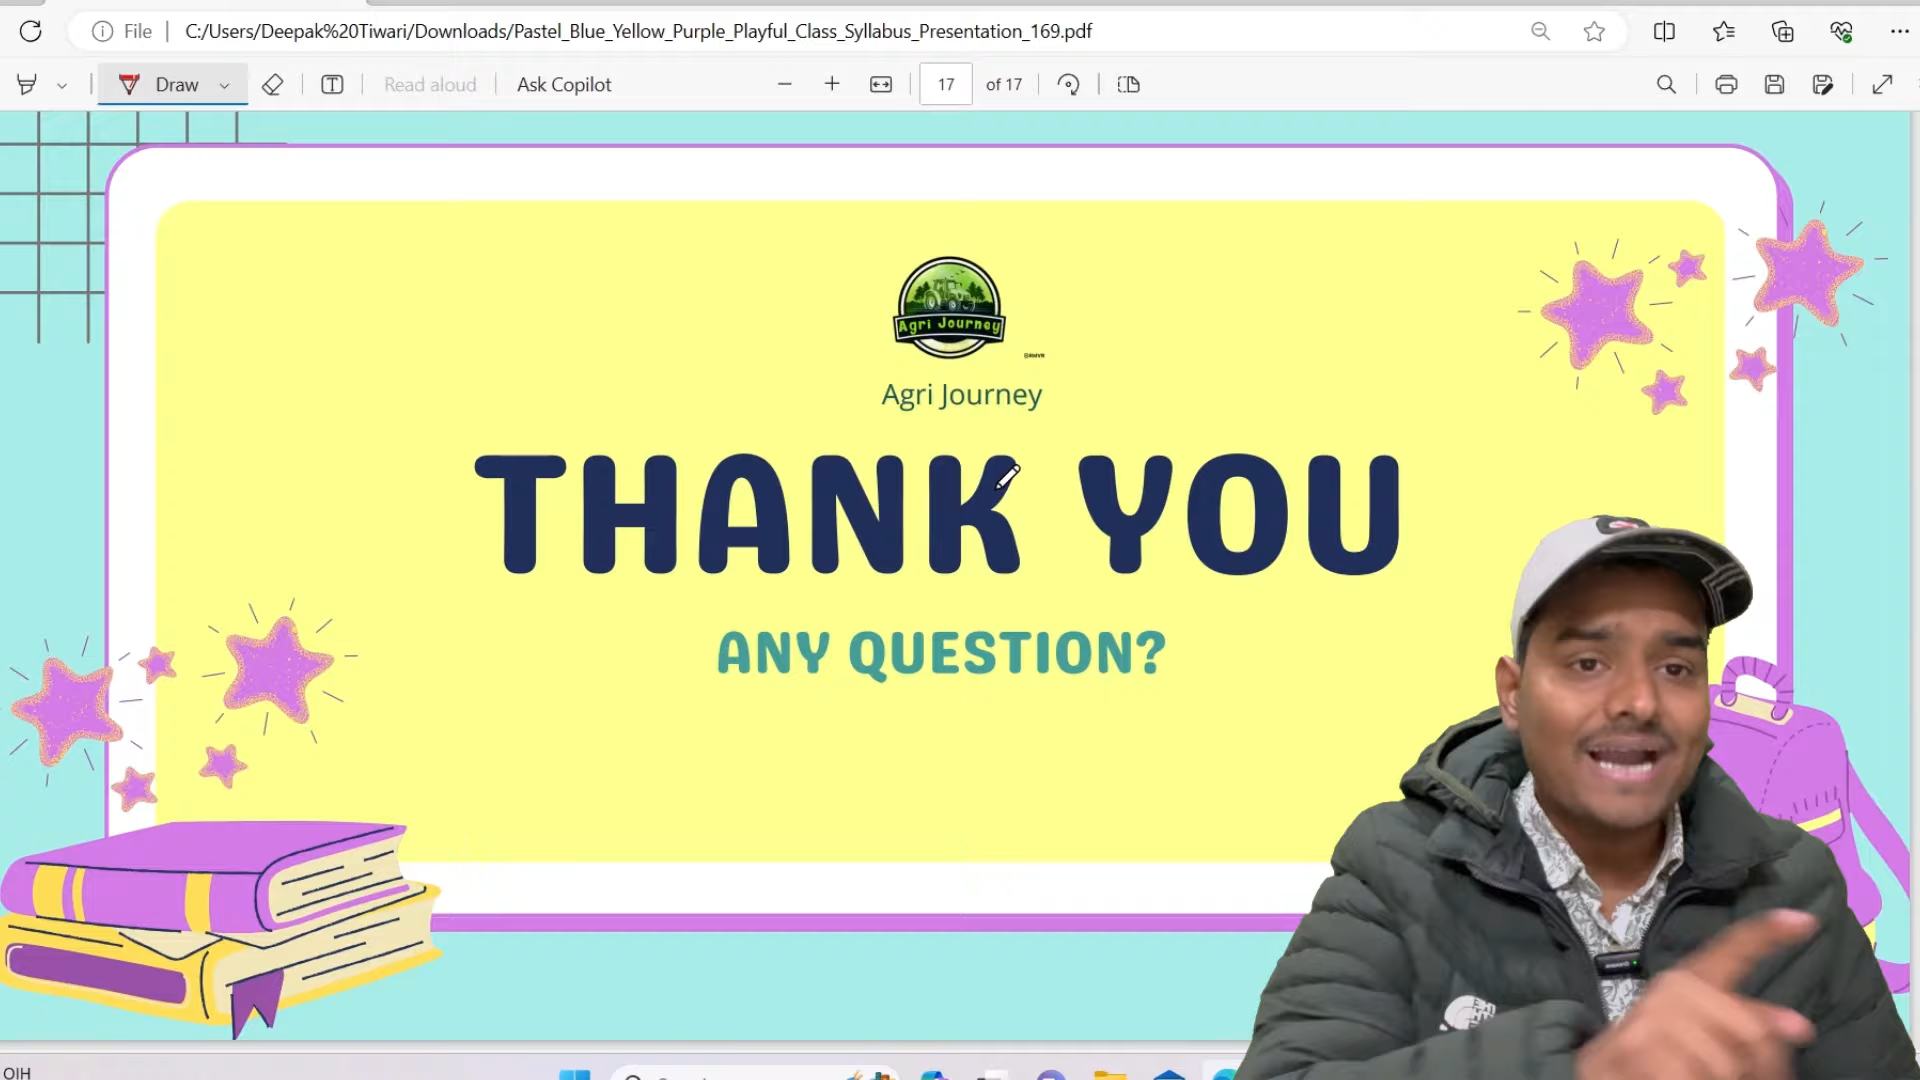 File
C:/Users/Deepak%20Tiwari/Downloads/Pastel_Blue_Yellow_Purple_Playful_Class_Syllabus_Presentation_169.pdf
Draw
Read aloud
Ask Copilot
17
of 17
Agri Journey
Agri Journey
THANK YOU
ANY QUESTION?